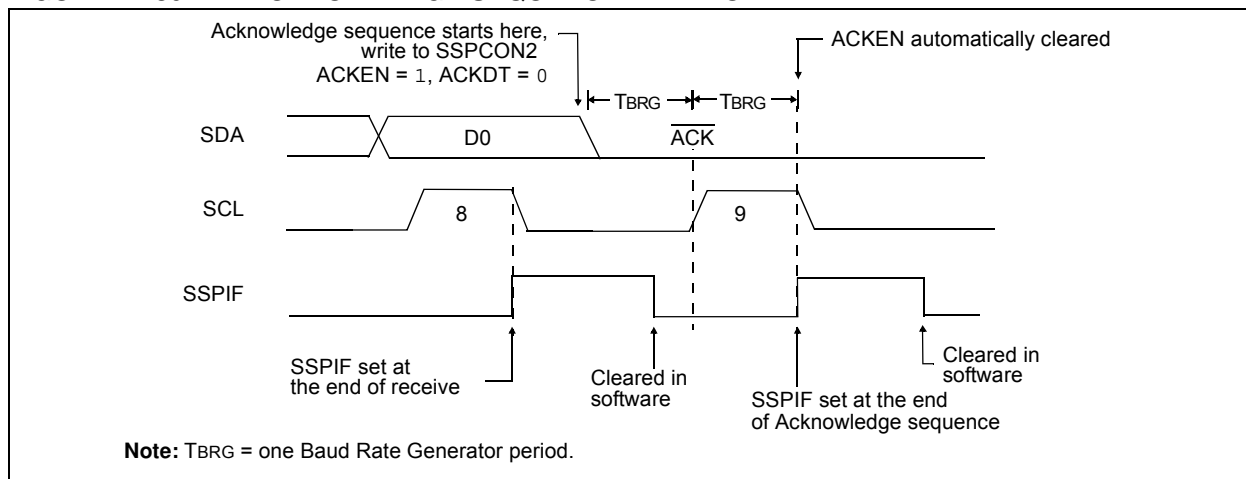 Acknowledge sequence starts here,
write to SSPCON2
ACKEN = 1, ACKDT = 0
ACKEN automatically cleared
TBRG
TBRG
SDA
D0
ACK
SCL
8
9
SSPIF
SSPIF set at
the end of receive
Cleared in
software
SSPIF set at the end
of Acknowledge sequence
Cleared in
software
Note: TBRG = one Baud Rate Generator period.